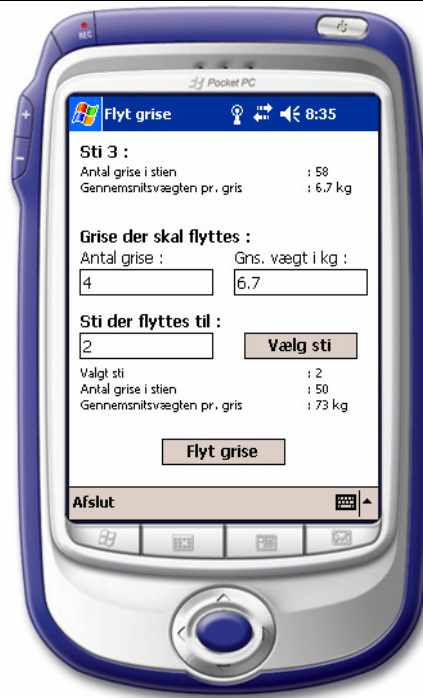 REC
Pocket PC
Flyt grise 8:35
Sti 3 :
Antal grise i stien : 58
Gennemsnitsvægten pr. gris : 6.7 kg
Grise der skal flyttes :
Antal grise : Gns. vægt i kg :
4 6.7
Sti der flyttes til :
2 Vælg sti
Valgt sti : 2
Antal grise i stien : 50
Gennemsnitsvægten pr. gris : 73 kg
Flyt grise
Afslut